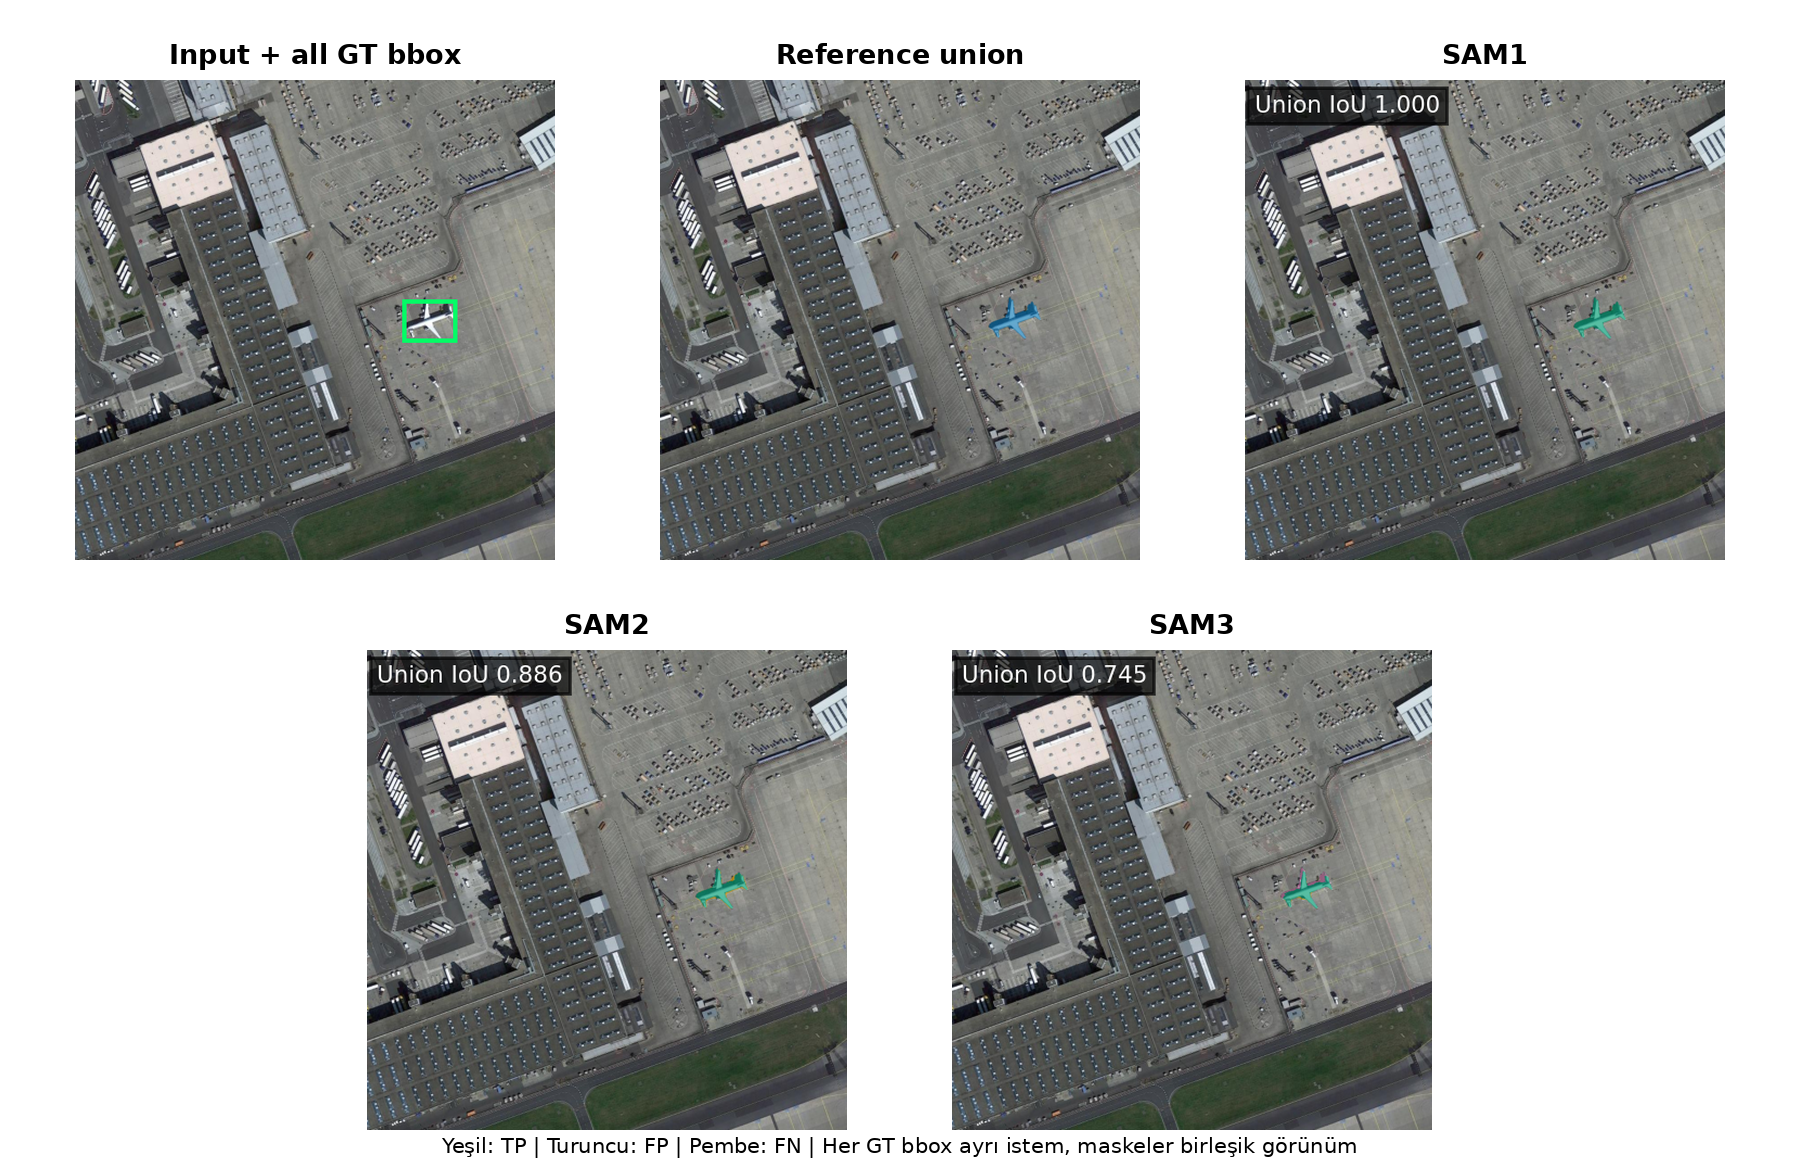 Input + all GT bbox
Reference union
SAM1
Union IoU 1.000
SAM2
SAM3
Union IoU 0.886
Union IoU 0.745
Yeşil: TP | Turuncu: FP | Pembe: FN | Her GT bbox ayrı istem, maskeler birleşik görünüm